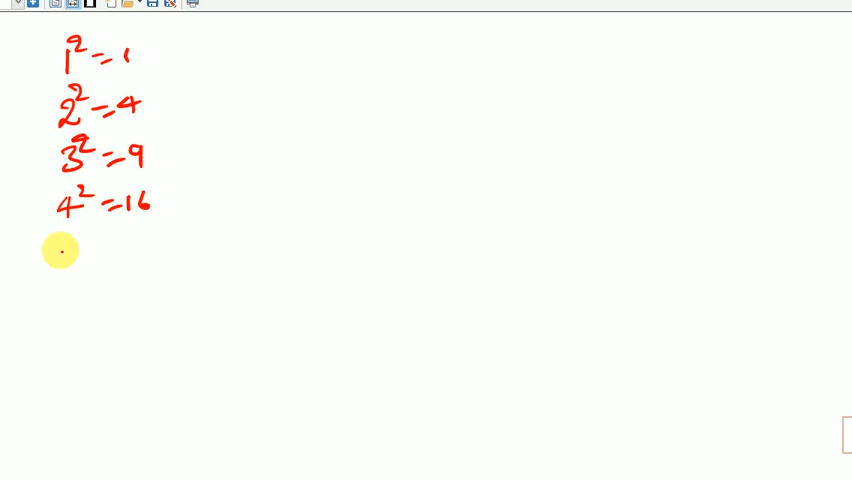 1² = 1
2² = 4
3² = 9
4² = 16